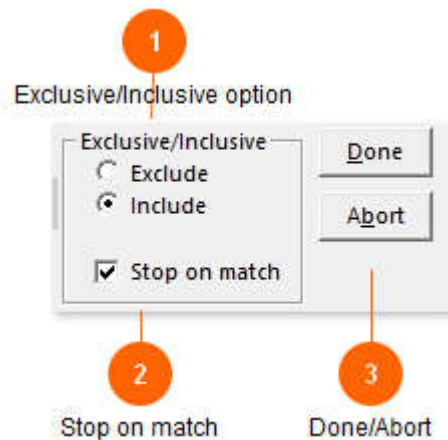 1
Exclusive/Inclusive option
Exclusive/Inclusive
Exclude
Include
Stop on match
Done
Abort
2
Stop on match
3
Done/Abort